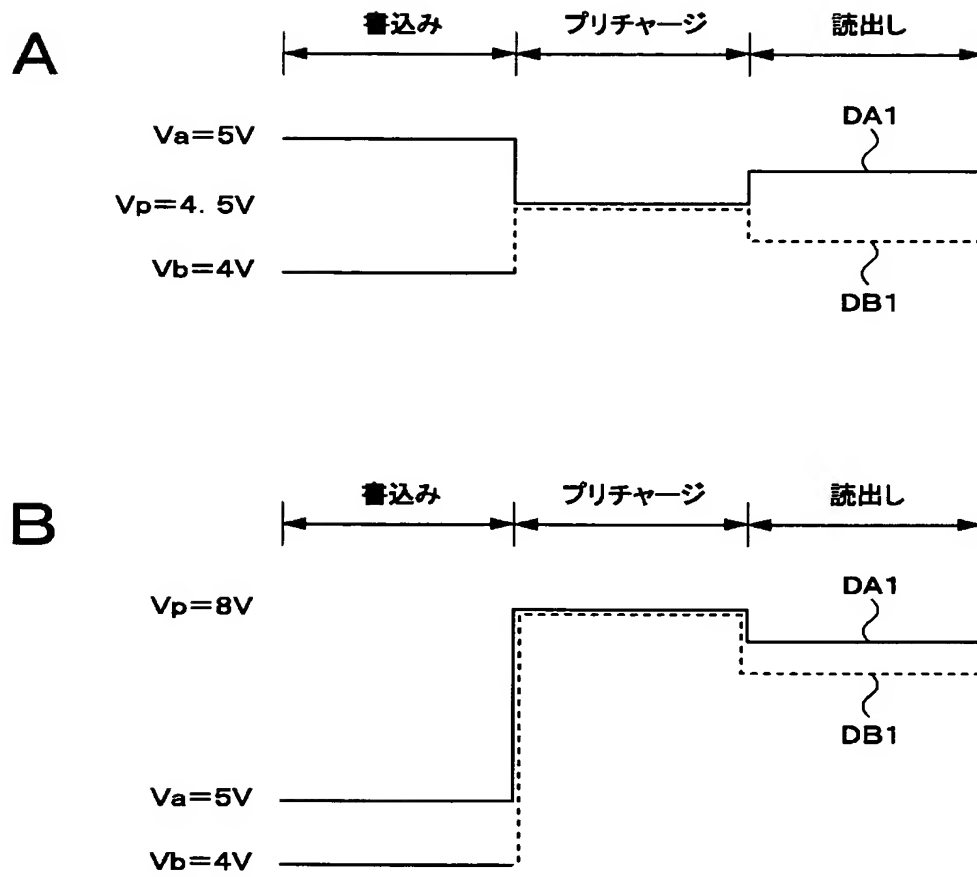 A
書込み プリチャージ 読出し
DA1
Va=5V
Vp=4. 5V
Vb=4V
DB1
B
書込み プリチャージ 読出し
Vp=8V
DA1
DB1
Va=5V
Vb=4V